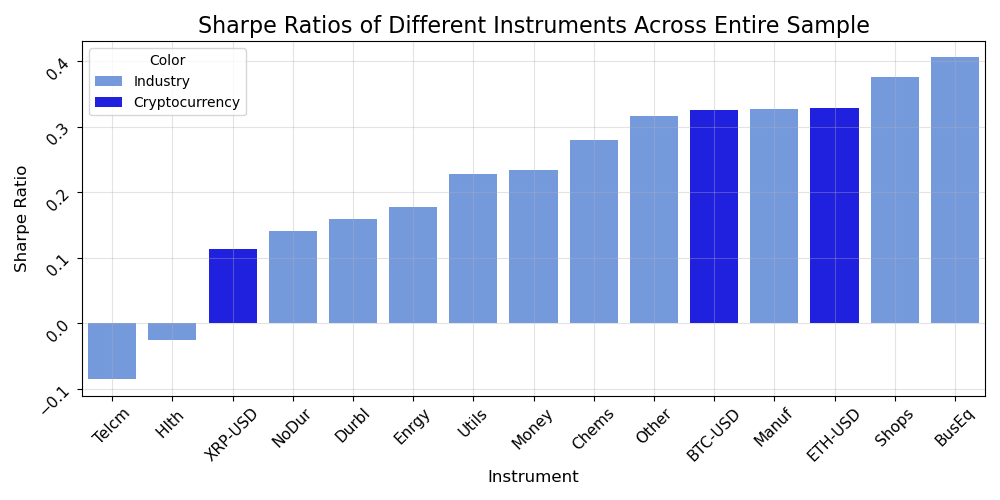 Sharpe Ratios of Different Instruments Across Entire Sample
Color
Industry
Cryptocurrency
Sharpe Ratio
0.4
0.3
0.2
0.1
0.0
−0.1
Telcm
Hlth
XRP-USD
NoDur
Durbl
Enrgy
Utils
Money
Chems
Other
BTC-USD
Manuf
ETH-USD
Shops
BusEq
Instrument